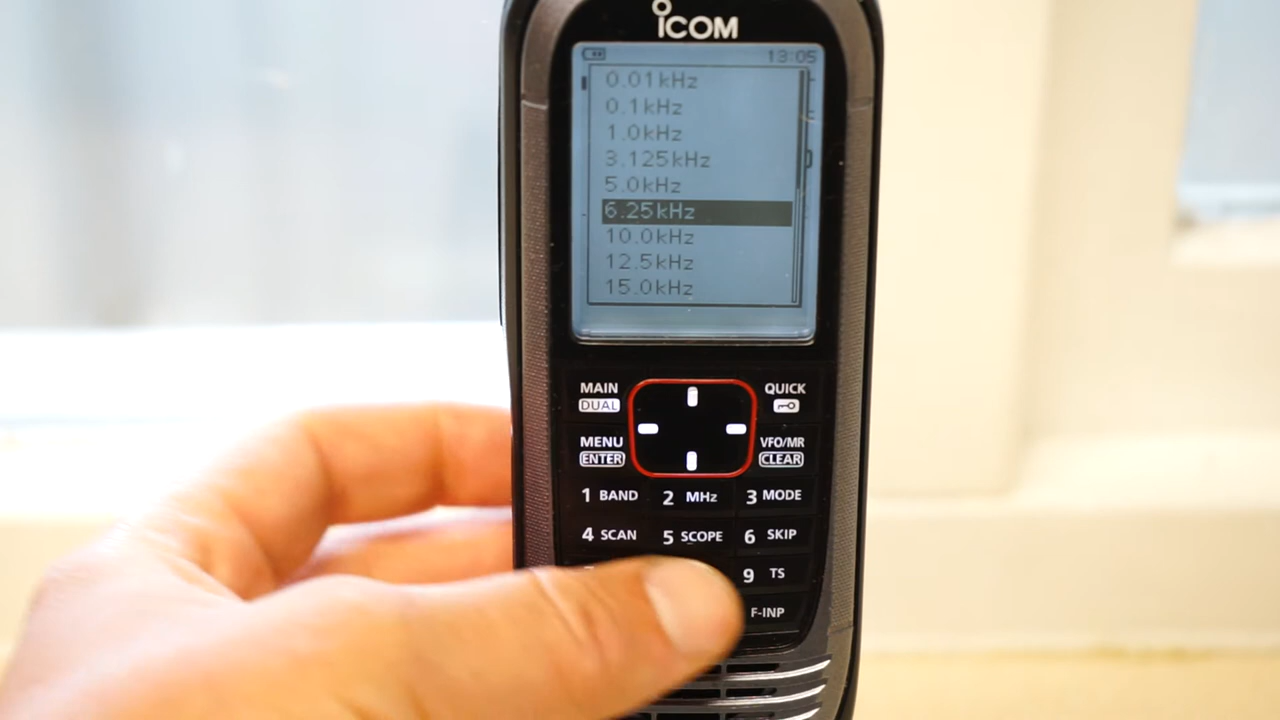 ICOM
13:05
0.01kHz
0.1kHz
1.0kHz
3.125kHz
5.0kHz
6.25kHz
10.0kHz
12.5kHz
15.0kHz
MAIN
DUAL
QUICK
MENU
ENTER
VFO/MR
CLEAR
1 BAND 2 MHz 3 MODE
4 SCAN 5 SCOPE 6 SKIP
9 TS
F-INP